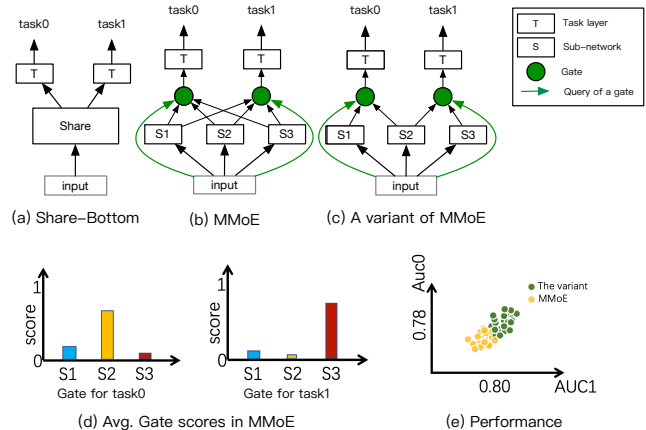 task0 task1
T T
Share
input
(a) Share-Bottom
task0 task1
T T
S1 S2 S3
input
(b) MMoE
task0 task1
T T
S1 S2 S3
input
(c) A variant of MMoE
T Task layer
S Sub-network
Gate
Query of a gate
1
score
0
S1 S2 S3
Gate for task0
1
score
0
S1 S2 S3
Gate for task1
(d) Avg. Gate scores in MMoE
Auc0
0.78
The variant
MMoE
0.80 AUC1
(e) Performance